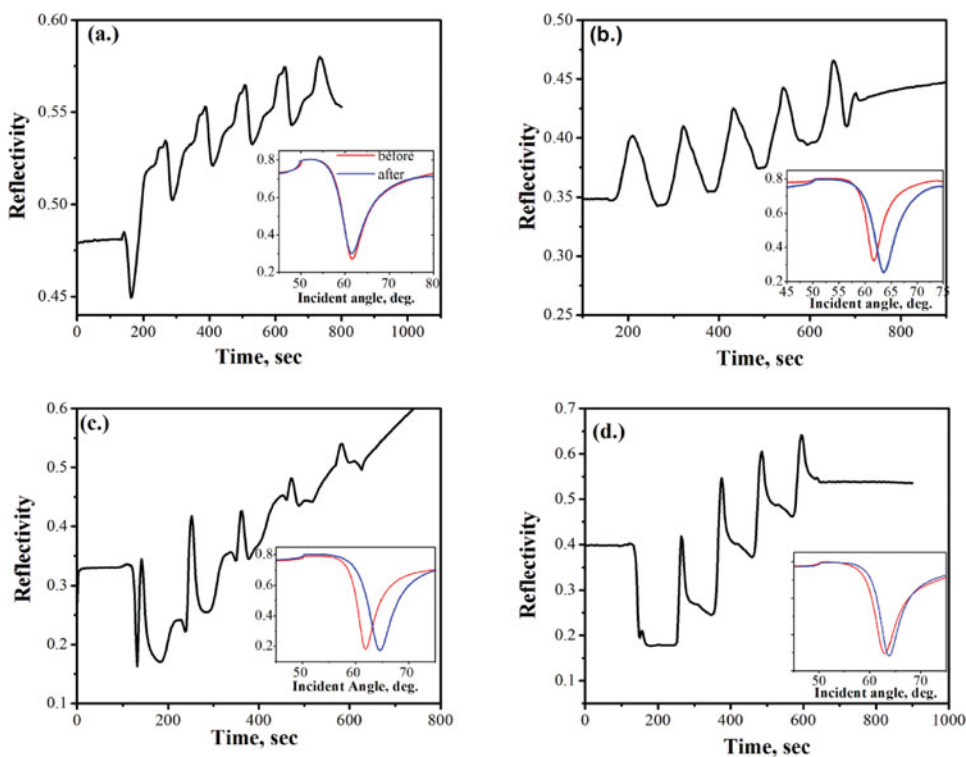 (a.)
0.60
0.55
0.50
0.45
Reflectivity
0 200 400 600 800 1000
Time, sec
before
after
0.8
0.6
0.4
0.2
50 60 70 80
Incident angle, deg.
(b.)
0.50
0.45
0.40
0.35
0.30
0.25
Reflectivity
200 400 600 800
Time, sec
0.8
0.6
0.4
0.2
45 50 55 60 65 70 75
Incident angle, deg.
(c.)
0.6
0.5
0.4
0.3
0.2
0.1
Reflectivity
0 200 400 600 800
Time, sec
0.8
0.6
0.4
0.2
50 60 70
Incident Angle, deg.
(d.)
0.7
0.6
0.5
0.4
0.3
0.2
0.1
Reflectivity
0 200 400 600 800 1000
Time, sec
50 60 70
Incident angle, deg.